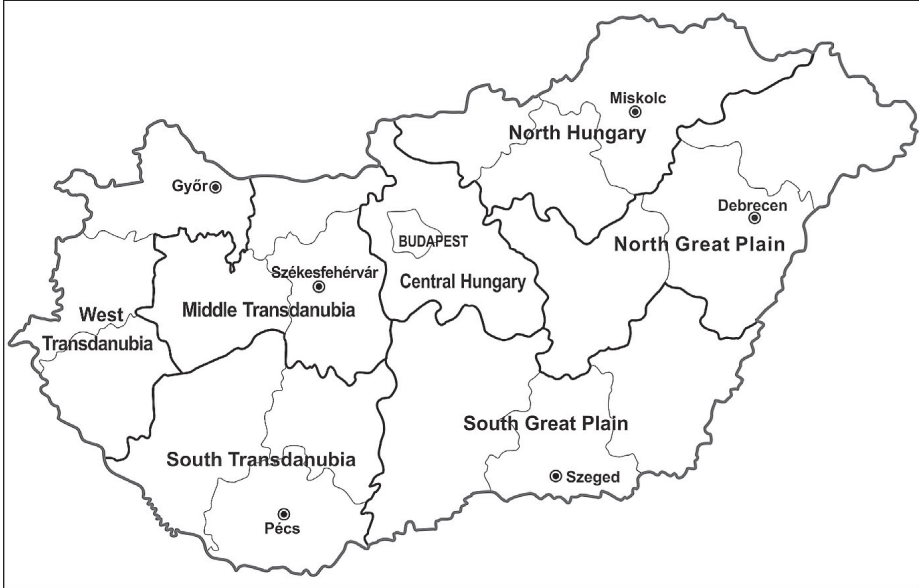 Miskolc
North Hungary
Győr
Debrecen
BUDAPEST
North Great Plain
Székesfehérvár
Central Hungary
Middle Transdanubia
West
Transdanubia
South Great Plain
South Transdanubia
Szeged
Pécs